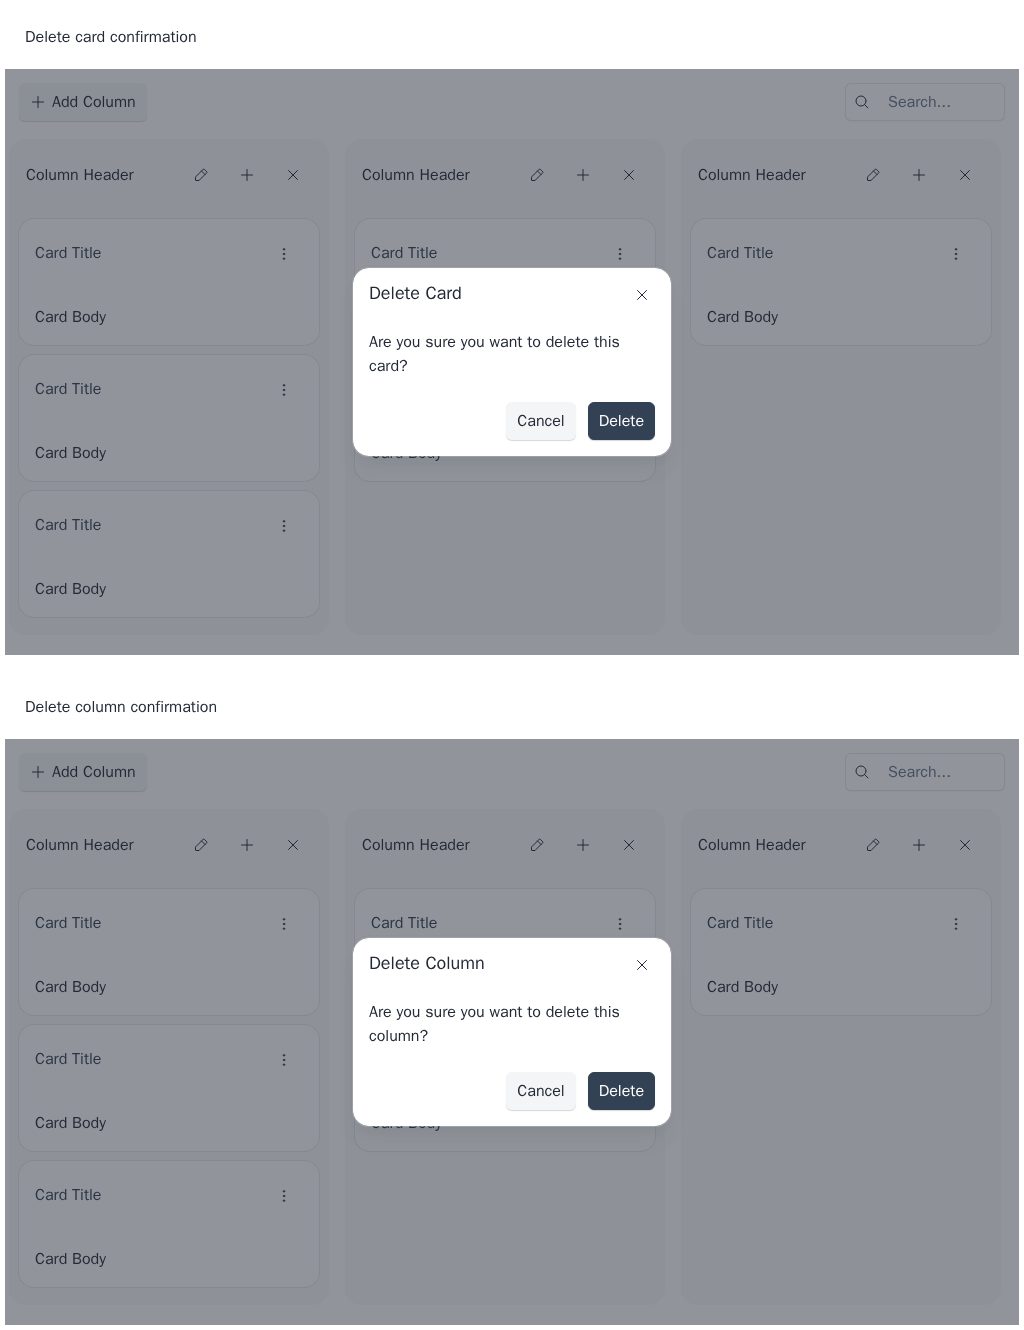 Delete card confirmation
Add Column
Search...
Column Header
Column Header
Column Header
Card Title
Card Title
Card Title
Card Body
Card Body
Delete Card
Are you sure you want to delete this
card?
Cancel
Delete
Card Title
Card Body
Card Body
Card Title
Card Body
Delete column confirmation
Add Column
Search...
Column Header
Column Header
Column Header
Card Title
Card Title
Card Title
Card Body
Card Body
Delete Column
Are you sure you want to delete this
column?
Cancel
Delete
Card Title
Card Body
Card Body
Card Title
Card Body